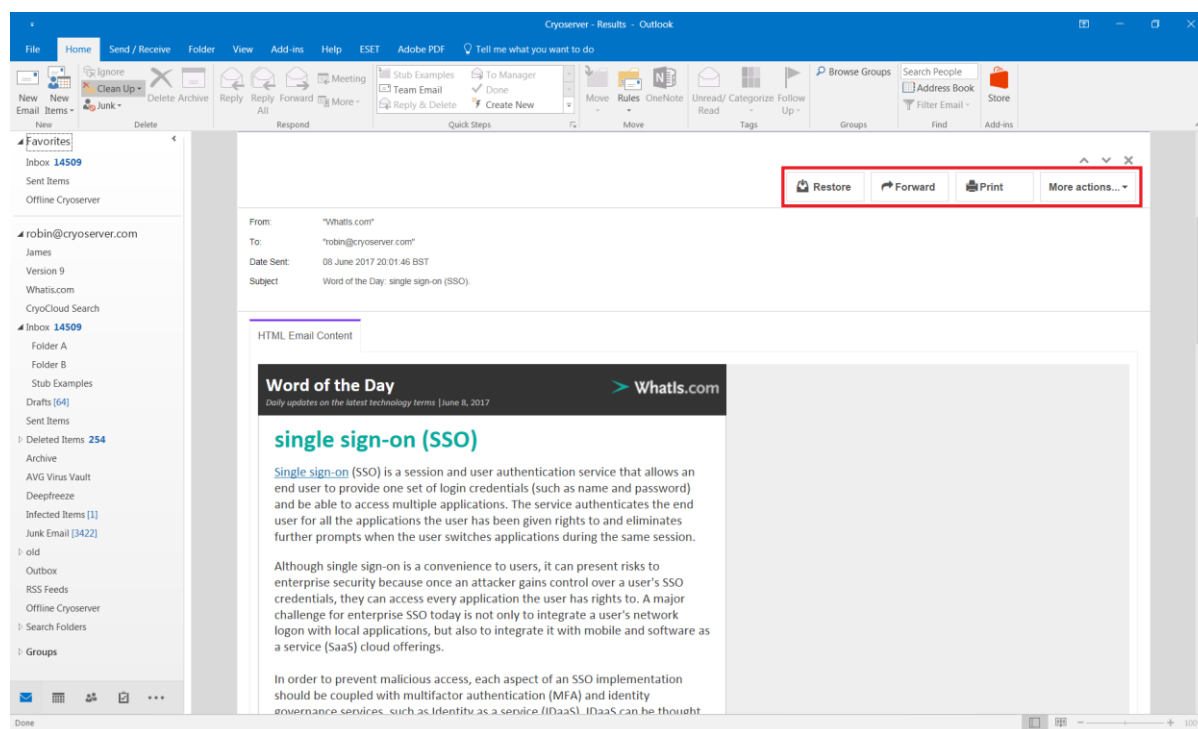 Cryoserver - Results - Outlook
File Home Send / Receive Folder View Add-ins Help ESET Adobe PDF Tell me what you want to do
New Email
New Items
Ignore
Clean Up
Junk
Delete Archive
Reply Reply All Forward
Meeting
More
Stub Examples To Manager
Team Email Done
Reply & Delete Create New
Move Rules OneNote
Unread/ Read Categorize Follow Up
Browse Groups
Search People
Address Book
Filter Email
Store
New Delete Respond Quick Steps Move Tags Groups Find Add-ins
Favorites
Inbox 14509
Sent Items
Offline Cryoserver
robin@cryoserver.com
James
Version 9
Whatis.com
CryoCloud Search
Inbox 14509
Folder A
Folder B
Stub Examples
Drafts [64]
Sent Items
Deleted Items 254
Archive
AVG Virus Vault
Deepfreeze
Infected Items [1]
Junk Email [3422]
old
Outbox
RSS Feeds
Offline Cryoserver
Search Folders
Groups
Restore Forward Print More actions...
From: "WhatIs.com"
To: "robin@cryoserver.com"
Date Sent: 08 June 2017 20:01:46 BST
Subject Word of the Day: single sign-on (SSO).
HTML Email Content
Word of the Day
WhatIs.com
Daily updates on the latest technology terms |June 8, 2017
single sign-on (SSO)
Single sign-on (SSO) is a session and user authentication service that allows an
end user to provide one set of login credentials (such as name and password)
and be able to access multiple applications. The service authenticates the end
user for all the applications the user has been given rights to and eliminates
further prompts when the user switches applications during the same session.
Although single sign-on is a convenience to users, it can present risks to
enterprise security because once an attacker gains control over a user's SSO
credentials, they can access every application the user has rights to. A major
challenge for enterprise SSO today is not only to integrate a user's network
logon with local applications, but also to integrate it with mobile and software as
a service (SaaS) cloud offerings.
In order to prevent malicious access, each aspect of an SSO implementation
should be coupled with multifactor authentication (MFA) and identity
governance services, such as Identity as a service (IDaaS). IDaaS can be thought
Done
100